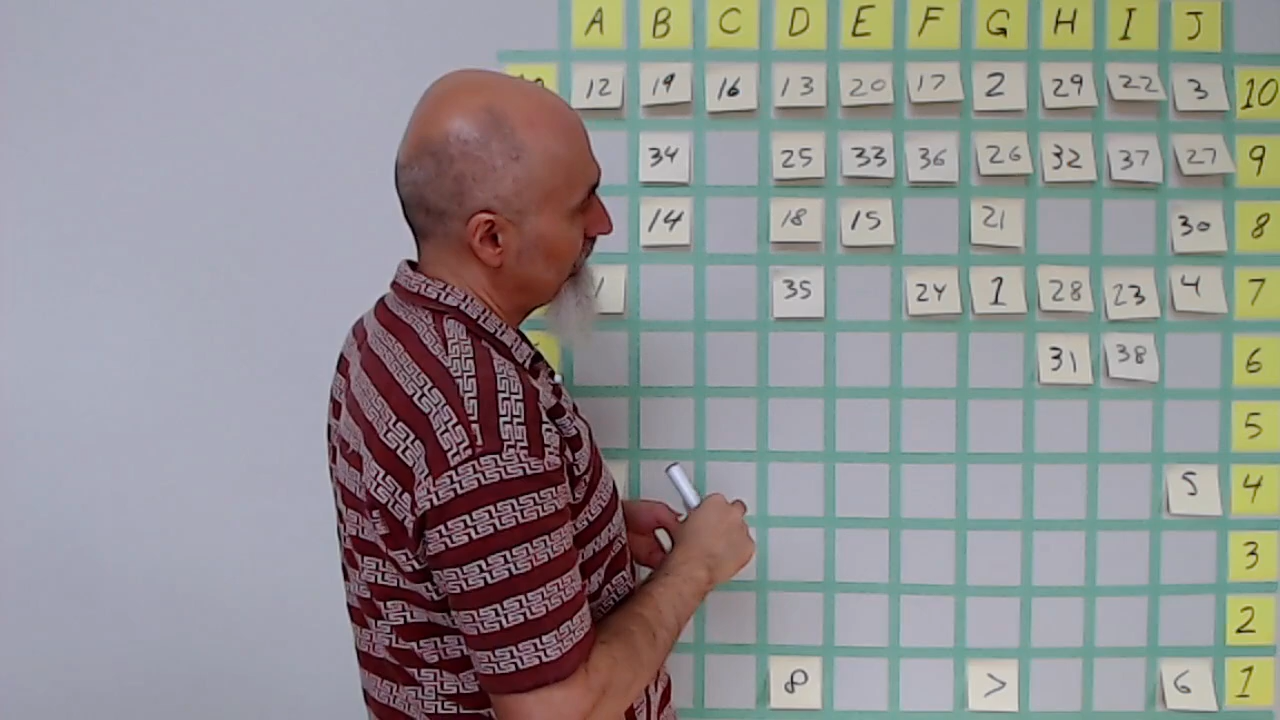 A B C D E F G H I J
12 19 16 13 20 17 2 29 22 3 10
34 25 33 36 26 32 37 27 9
14 18 15 21 30 8
35 24 1 28 23 4 7
31 38 6
5
5 4
3
2
8 > 6 1